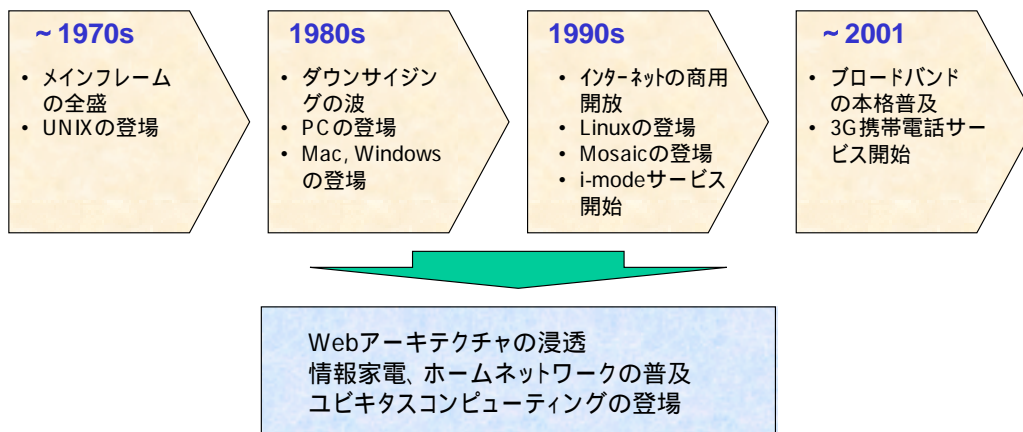 ~ 1970s
• メインフレーム
の全盛
• UNIXの登場
1980s
• ダウンサイジン
グの波
• PCの登場
• Mac, Windows
の登場
1990s
• インターネットの商用
開放
• Linuxの登場
• Mosaicの登場
• i-modeサービス
開始
~ 2001
• ブロードバンド
の本格普及
• 3G携帯電話サー
ビス開始
Webアーキテクチャの浸透
情報家電、ホームネットワークの普及
ユビキタスコンピューティングの登場